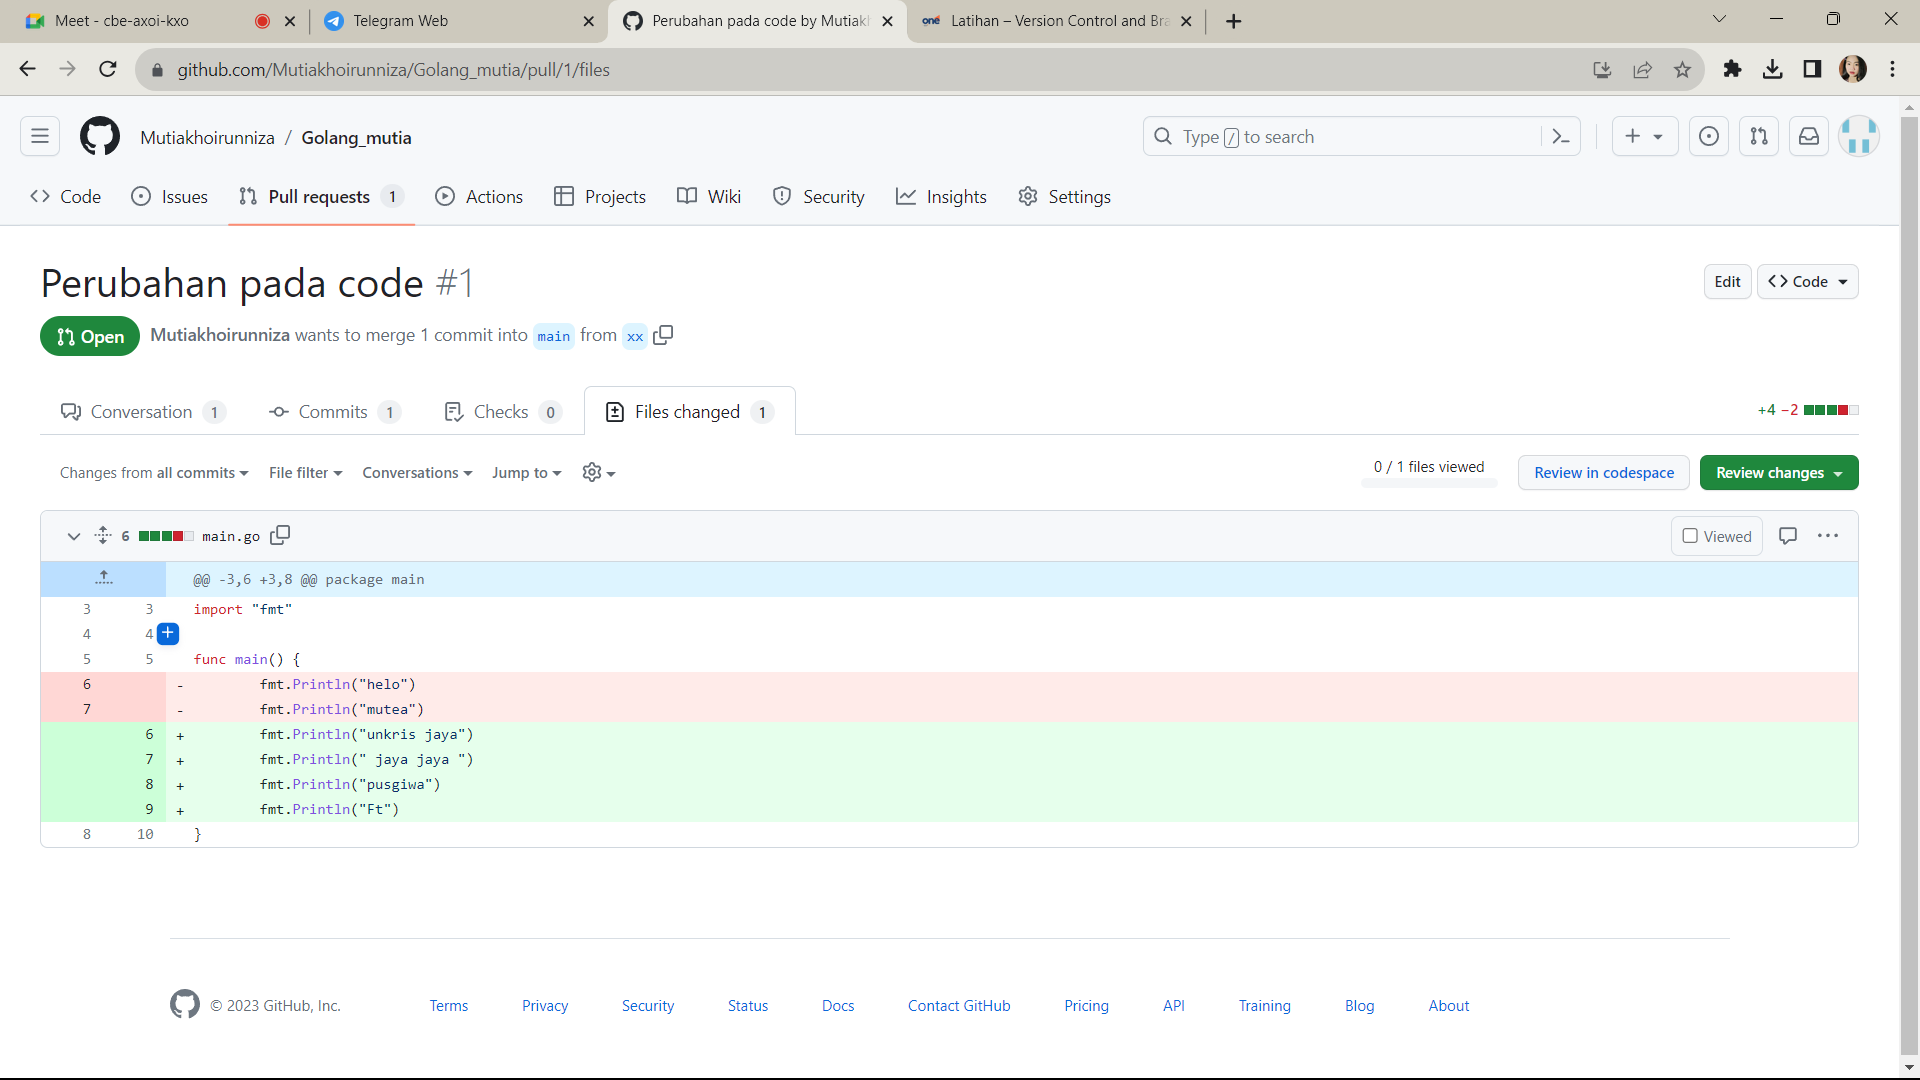 Meet - cbe-axoi-kxo
Telegram Web
Perubahan pada code by Mutiakh
Latihan – Version Control and Bra
github.com/Mutiakhoirunniza/Golang_mutia/pull/1/files
Mutiakhoirunniza / Golang_mutia
Type / to search
Code
Issues
Pull requests 1
Actions
Projects
Wiki
Security
Insights
Settings
Perubahan pada code #1
Edit
<> Code
Open
Mutiakhoirunniza wants to merge 1 commit into main from xx
Conversation 1
Commits 1
Checks 0
Files changed 1
+4 −2
Changes from all commits
File filter
Conversations
Jump to
0 / 1 files viewed
Review in codespace
Review changes
6 main.go
Viewed
@@ -3,6 +3,8 @@ package main
3 3 import "fmt"
4 4
5 5 func main() {
6 - fmt.Println("helo")
7 - fmt.Println("mutea")
6 + fmt.Println("unkris jaya")
7 + fmt.Println(" jaya jaya ")
8 + fmt.Println("pusgiwa")
9 + fmt.Println("Ft")
8 10 }
© 2023 GitHub, Inc.
Terms
Privacy
Security
Status
Docs
Contact GitHub
Pricing
API
Training
Blog
About